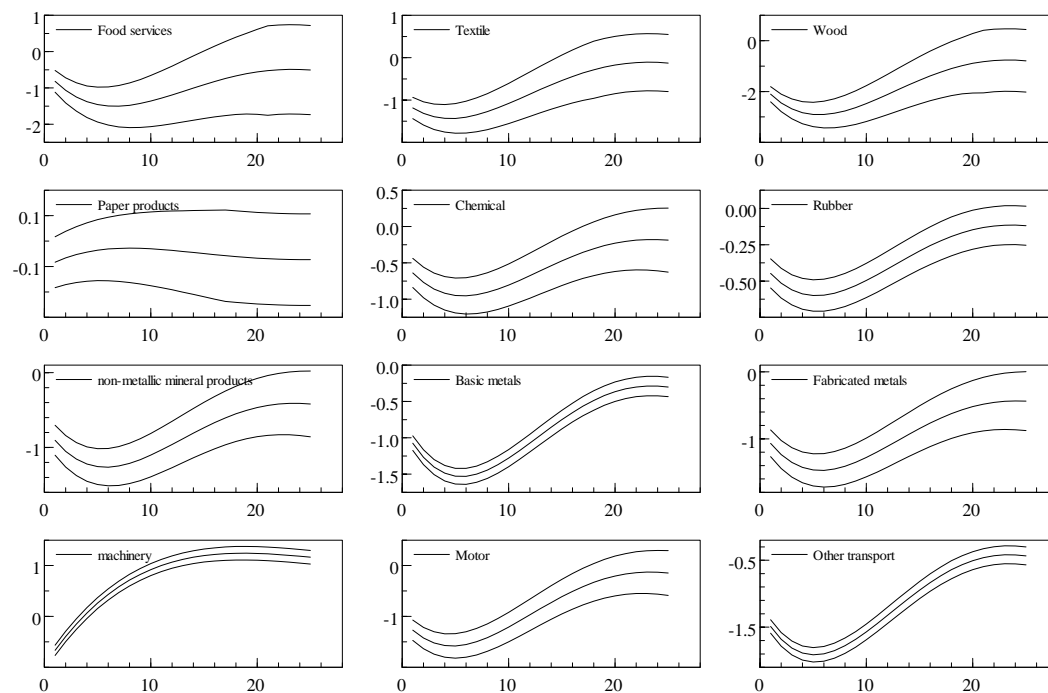 1
Food services
0
-1
-2
0 10 20
Textile
0
-1
0 10 20
0
Wood
-2
0 10 20
Paper products
0.1
-0.1
0 10 20
0.5
Chemical
0.0
-0.5
-1.0
0 10 20
Rubber
0.00
-0.25
-0.50
0 10 20
0
non-metallic mineral products
-1
0 10 20
0.0
Basic metals
-0.5
-1.0
-1.5
0 10 20
0
Fabricated metals
-1
0 10 20
machinery
1
0
0 10 20
Motor
0
-1
0 10 20
Other transport
-0.5
-1.5
0 10 20